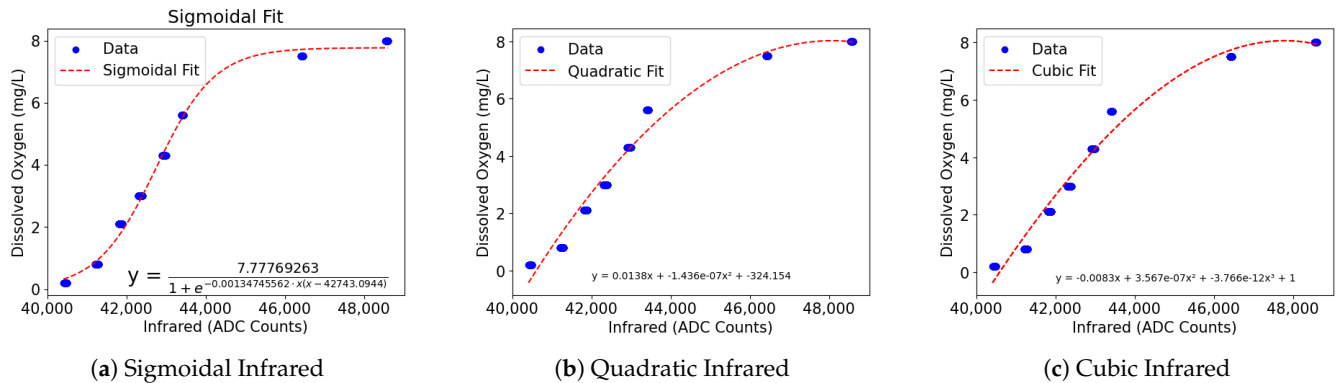 Sigmoidal Fit
Dissolved Oxygen (mg/L)
8
6
4
2
0
Data
Sigmoidal Fit
y = 7.77769263 / 1 + e^{-0.00134745562·x(x−42743.0944)}
40,000 42,000 44,000 46,000 48,000
Infrared (ADC Counts)
(a) Sigmoidal Infrared
Dissolved Oxygen (mg/L)
8
6
4
2
0
Data
Quadratic Fit
y = 0.0138x + -1.436e-07x² + -324.154
40,000 42,000 44,000 46,000 48,000
Infrared (ADC Counts)
(b) Quadratic Infrared
Dissolved Oxygen (mg/L)
8
6
4
2
0
Data
Cubic Fit
y = -0.0083x + 3.567e-07x² + -3.766e-12x³ + 1
40,000 42,000 44,000 46,000 48,000
Infrared (ADC Counts)
(c) Cubic Infrared